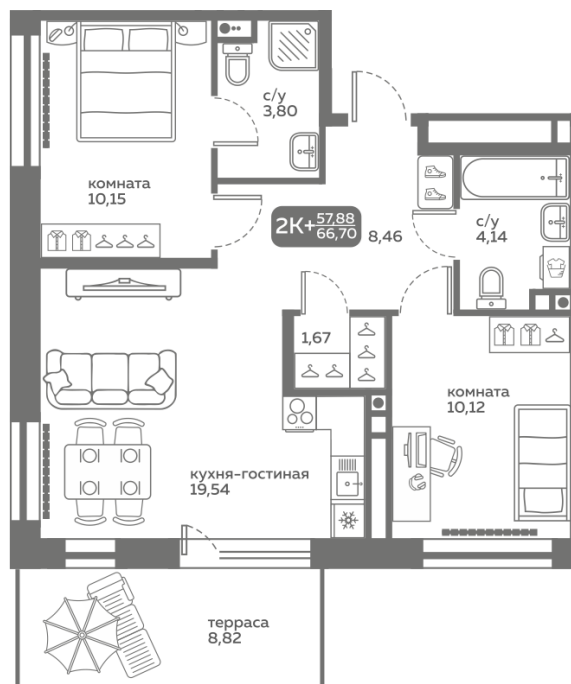 с/у
3,80
комната
10,15
2К+ 57,88
66,70
8,46
с/у
4,14
1,67
комната
10,12
кухня-гостиная
19,54
терраса
8,82